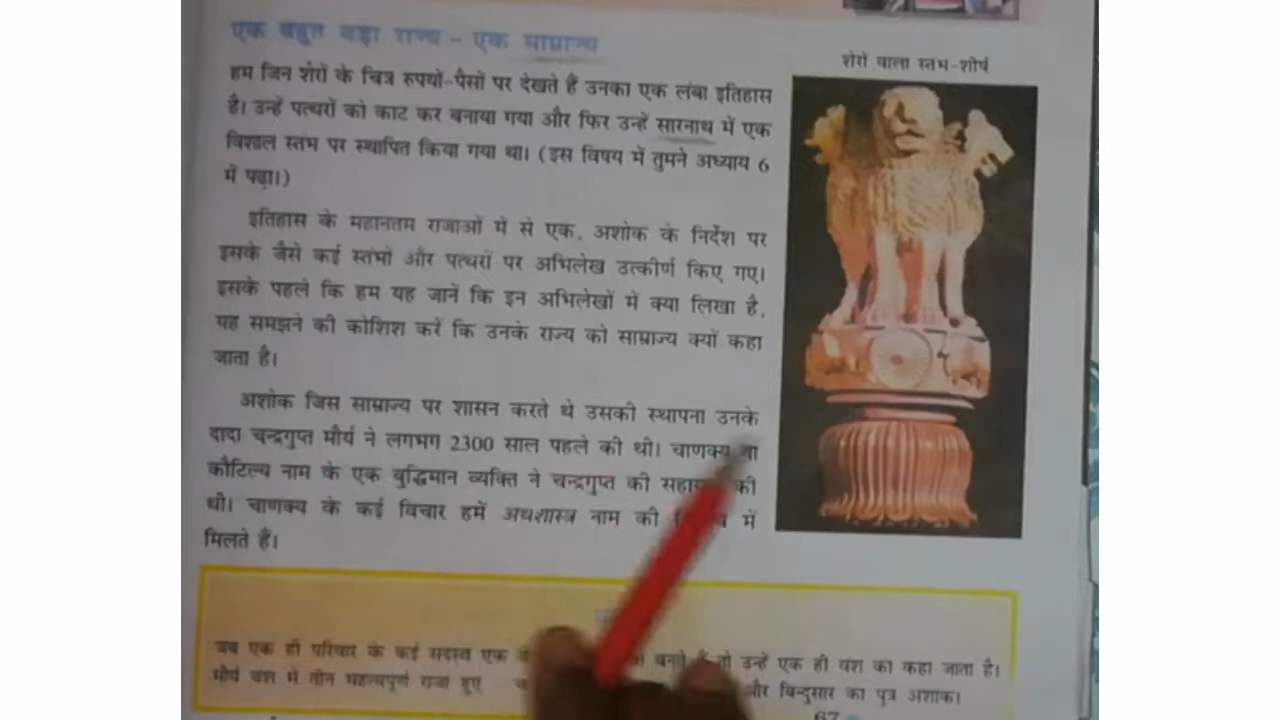 एक बहुत बड़ा राज्य – एक साम्राज्य
शेरों वाला स्तंभ-शीर्ष
हम जिन शेरों के चित्र रुपयों-पैसों पर देखते हैं उनका एक लंबा इतिहास
है। उन्हें पत्थरों को काट कर बनाया गया और फिर उन्हें सारनाथ में एक
विशाल स्तंभ पर स्थापित किया गया था। (इस विषय में तुमने अध्याय 6
में पढ़ा।)
इतिहास के महानतम राजाओं में से एक, अशोक के निर्देश पर
इसके जैसे कई स्तंभों और पत्थरों पर अभिलेख उत्कीर्ण किए गए।
इसके पहले कि हम यह जानें कि इन अभिलेखों में क्या लिखा है,
यह समझने की कोशिश करें कि उनके राज्य को साम्राज्य क्यों कहा
जाता है।
अशोक जिस साम्राज्य पर शासन करते थे उसकी स्थापना उनके
दादा चन्द्रगुप्त मौर्य ने लगभग 2300 साल पहले की थी। चाणक्य
कौटिल्य नाम के एक बुद्धिमान व्यक्ति ने चन्द्रगुप्त की की
थी। चाणक्य के कई विचार हमें अर्थशास्त्र नाम की में
मिलते हैं।
जब एक ही परिवार के कई सदस्य एक बनते हैं तो उन्हें एक ही वंश का कहा जाता है।
मौर्य वंश में तीन महत्वपूर्ण राजा हुए और बिन्दुसार का पुत्र अशोक।
67